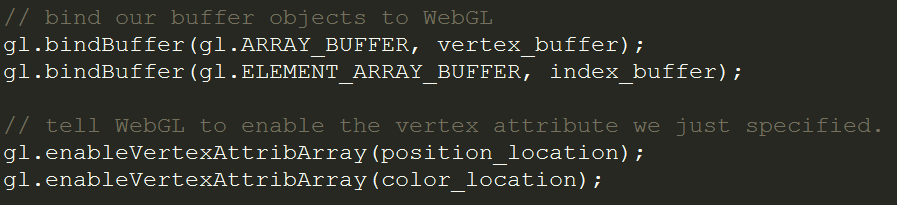 // bind our buffer objects to WebGL
gl.bindBuffer(gl.ARRAY_BUFFER, vertex_buffer);
gl.bindBuffer(gl.ELEMENT_ARRAY_BUFFER, index_buffer);
// tell WebGL to enable the vertex attribute we just specified.
gl.enableVertexAttribArray(position_location);
gl.enableVertexAttribArray(color_location);